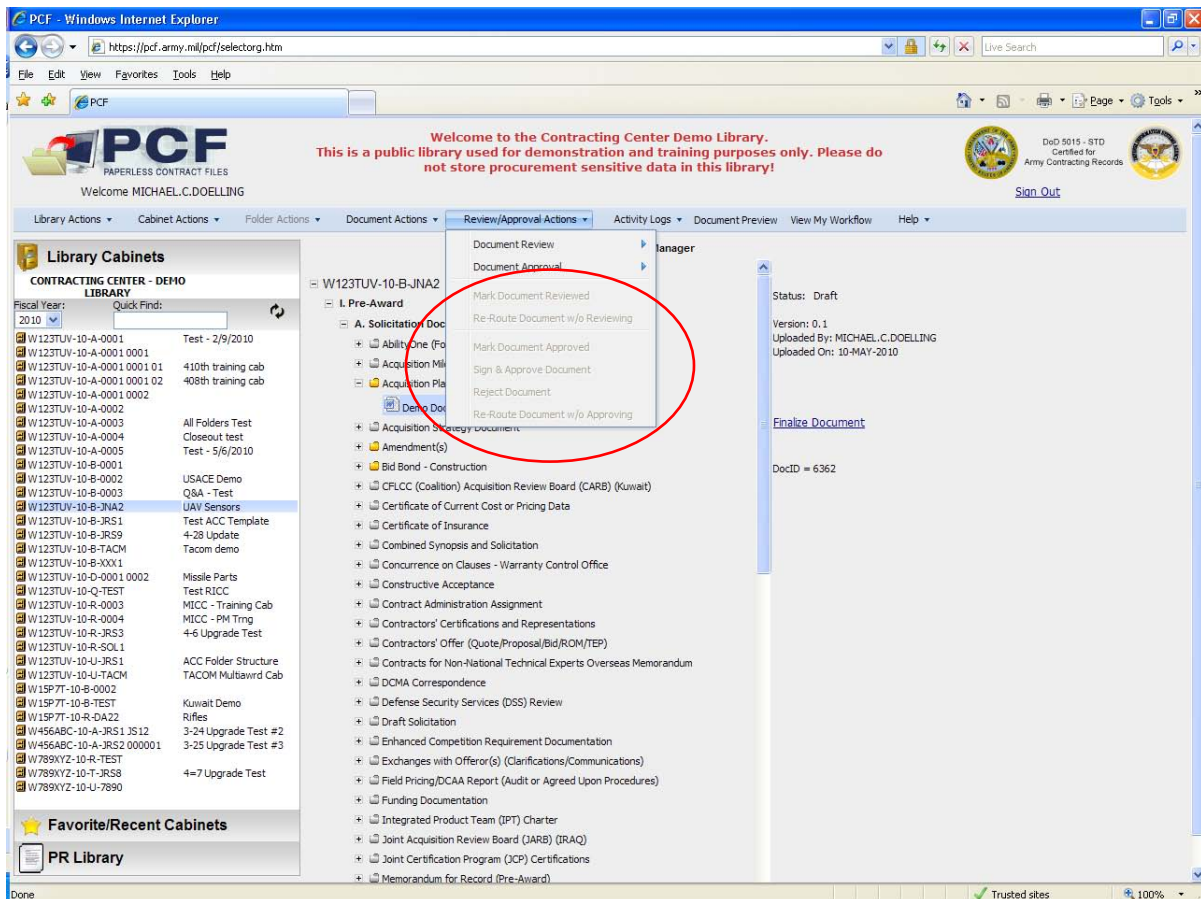 PCF - Windows Internet Explorer
https://pcf.army.mil/pcf/selectorg.htm
Live Search
File Edit View Favorites Tools Help
PCF
Page Tools
PCF
PAPERLESS CONTRACT FILES
Welcome MICHAEL.C.DOELLING
Welcome to the Contracting Center Demo Library.
This is a public library used for demonstration and training purposes only. Please do
not store procurement sensitive data in this library!
DoD 5015 - STD
Certified for
Army Contracting Records
Sign Out
Library Actions Cabinet Actions Folder Actions Document Actions Review/Approval Actions Activity Logs Document Preview View My Workflow Help
Library Cabinets
CONTRACTING CENTER - DEMO
LIBRARY
Fiscal Year: Quick Find:
2010
W123TUV-10-A-0001 Test - 2/9/2010
W123TUV-10-A-0001 0001
W123TUV-10-A-0001 0001 01 410th training cab
W123TUV-10-A-0001 0001 02 408th training cab
W123TUV-10-A-0001 0002
W123TUV-10-A-0002
W123TUV-10-A-0003 All Folders Test
W123TUV-10-A-0004 Closeout test
W123TUV-10-A-0005 Test - 5/6/2010
W123TUV-10-B-0001
W123TUV-10-B-0002 USACE Demo
W123TUV-10-B-0003 Q&A - Test
W123TUV-10-B-JNA2 UAV Sensors
W123TUV-10-B-JRS1 Test ACC Template
W123TUV-10-B-JRS9 4-28 Update
W123TUV-10-B-TACM Tacom demo
W123TUV-10-B-XXX1
W123TUV-10-D-0001 0002 Missile Parts
W123TUV-10-Q-TEST Test RICC
W123TUV-10-R-0003 MICC - Training Cab
W123TUV-10-R-0004 MICC - PM Trng
W123TUV-10-R-JRS3 4-6 Upgrade Test
W123TUV-10-R-SOL1
W123TUV-10-U-JRS1 ACC Folder Structure
W123TUV-10-U-TACM TACOM Multiawrd Cab
W15P7T-10-B-0002
W15P7T-10-B-TEST Kuwait Demo
W15P7T-10-R-DA22 Rifles
W456ABC-10-A-JRS1 JS12 3-24 Upgrade Test #2
W456ABC-10-A-JRS2 000001 3-25 Upgrade Test #3
W789XYZ-10-R-TEST
W789XYZ-10-T-JRS8 4=7 Upgrade Test
W789XYZ-10-U-7890
Favorite/Recent Cabinets
PR Library
Manager
Document Review
Document Approval
Mark Document Reviewed
Re-Route Document w/o Reviewing
Mark Document Approved
Sign & Approve Document
Reject Document
Re-Route Document w/o Approving
W123TUV-10-B-JNA2
I. Pre-Award
A. Solicitation Doc
AbilityOne (Fo
Acquisition Mile
Acquisition Pla
Demo Doc
Acquisition Strategy Document
Amendment(s)
Bid Bond - Construction
CFLCC (Coalition) Acquisition Review Board (CARB) (Kuwait)
Certificate of Current Cost or Pricing Data
Certificate of Insurance
Combined Synopsis and Solicitation
Concurrence on Clauses - Warranty Control Office
Constructive Acceptance
Contract Administration Assignment
Contractors' Certifications and Representations
Contractors' Offer (Quote/Proposal/Bid/ROM/TEP)
Contracts for Non-National Technical Experts Overseas Memorandum
DCMA Correspondence
Defense Security Services (DSS) Review
Draft Solicitation
Enhanced Competition Requirement Documentation
Exchanges with Offeror(s) (Clarifications/Communications)
Field Pricing/DCAA Report (Audit or Agreed Upon Procedures)
Funding Documentation
Integrated Product Team (IPT) Charter
Joint Acquisition Review Board (JARB) (IRAQ)
Joint Certification Program (JCP) Certifications
Memorandum for Record (Pre-Award)
Status: Draft
Version: 0.1
Uploaded By: MICHAEL.C.DOELLING
Uploaded On: 10-MAY-2010
Finalize Document
DocID = 6362
Done
Trusted sites
100%